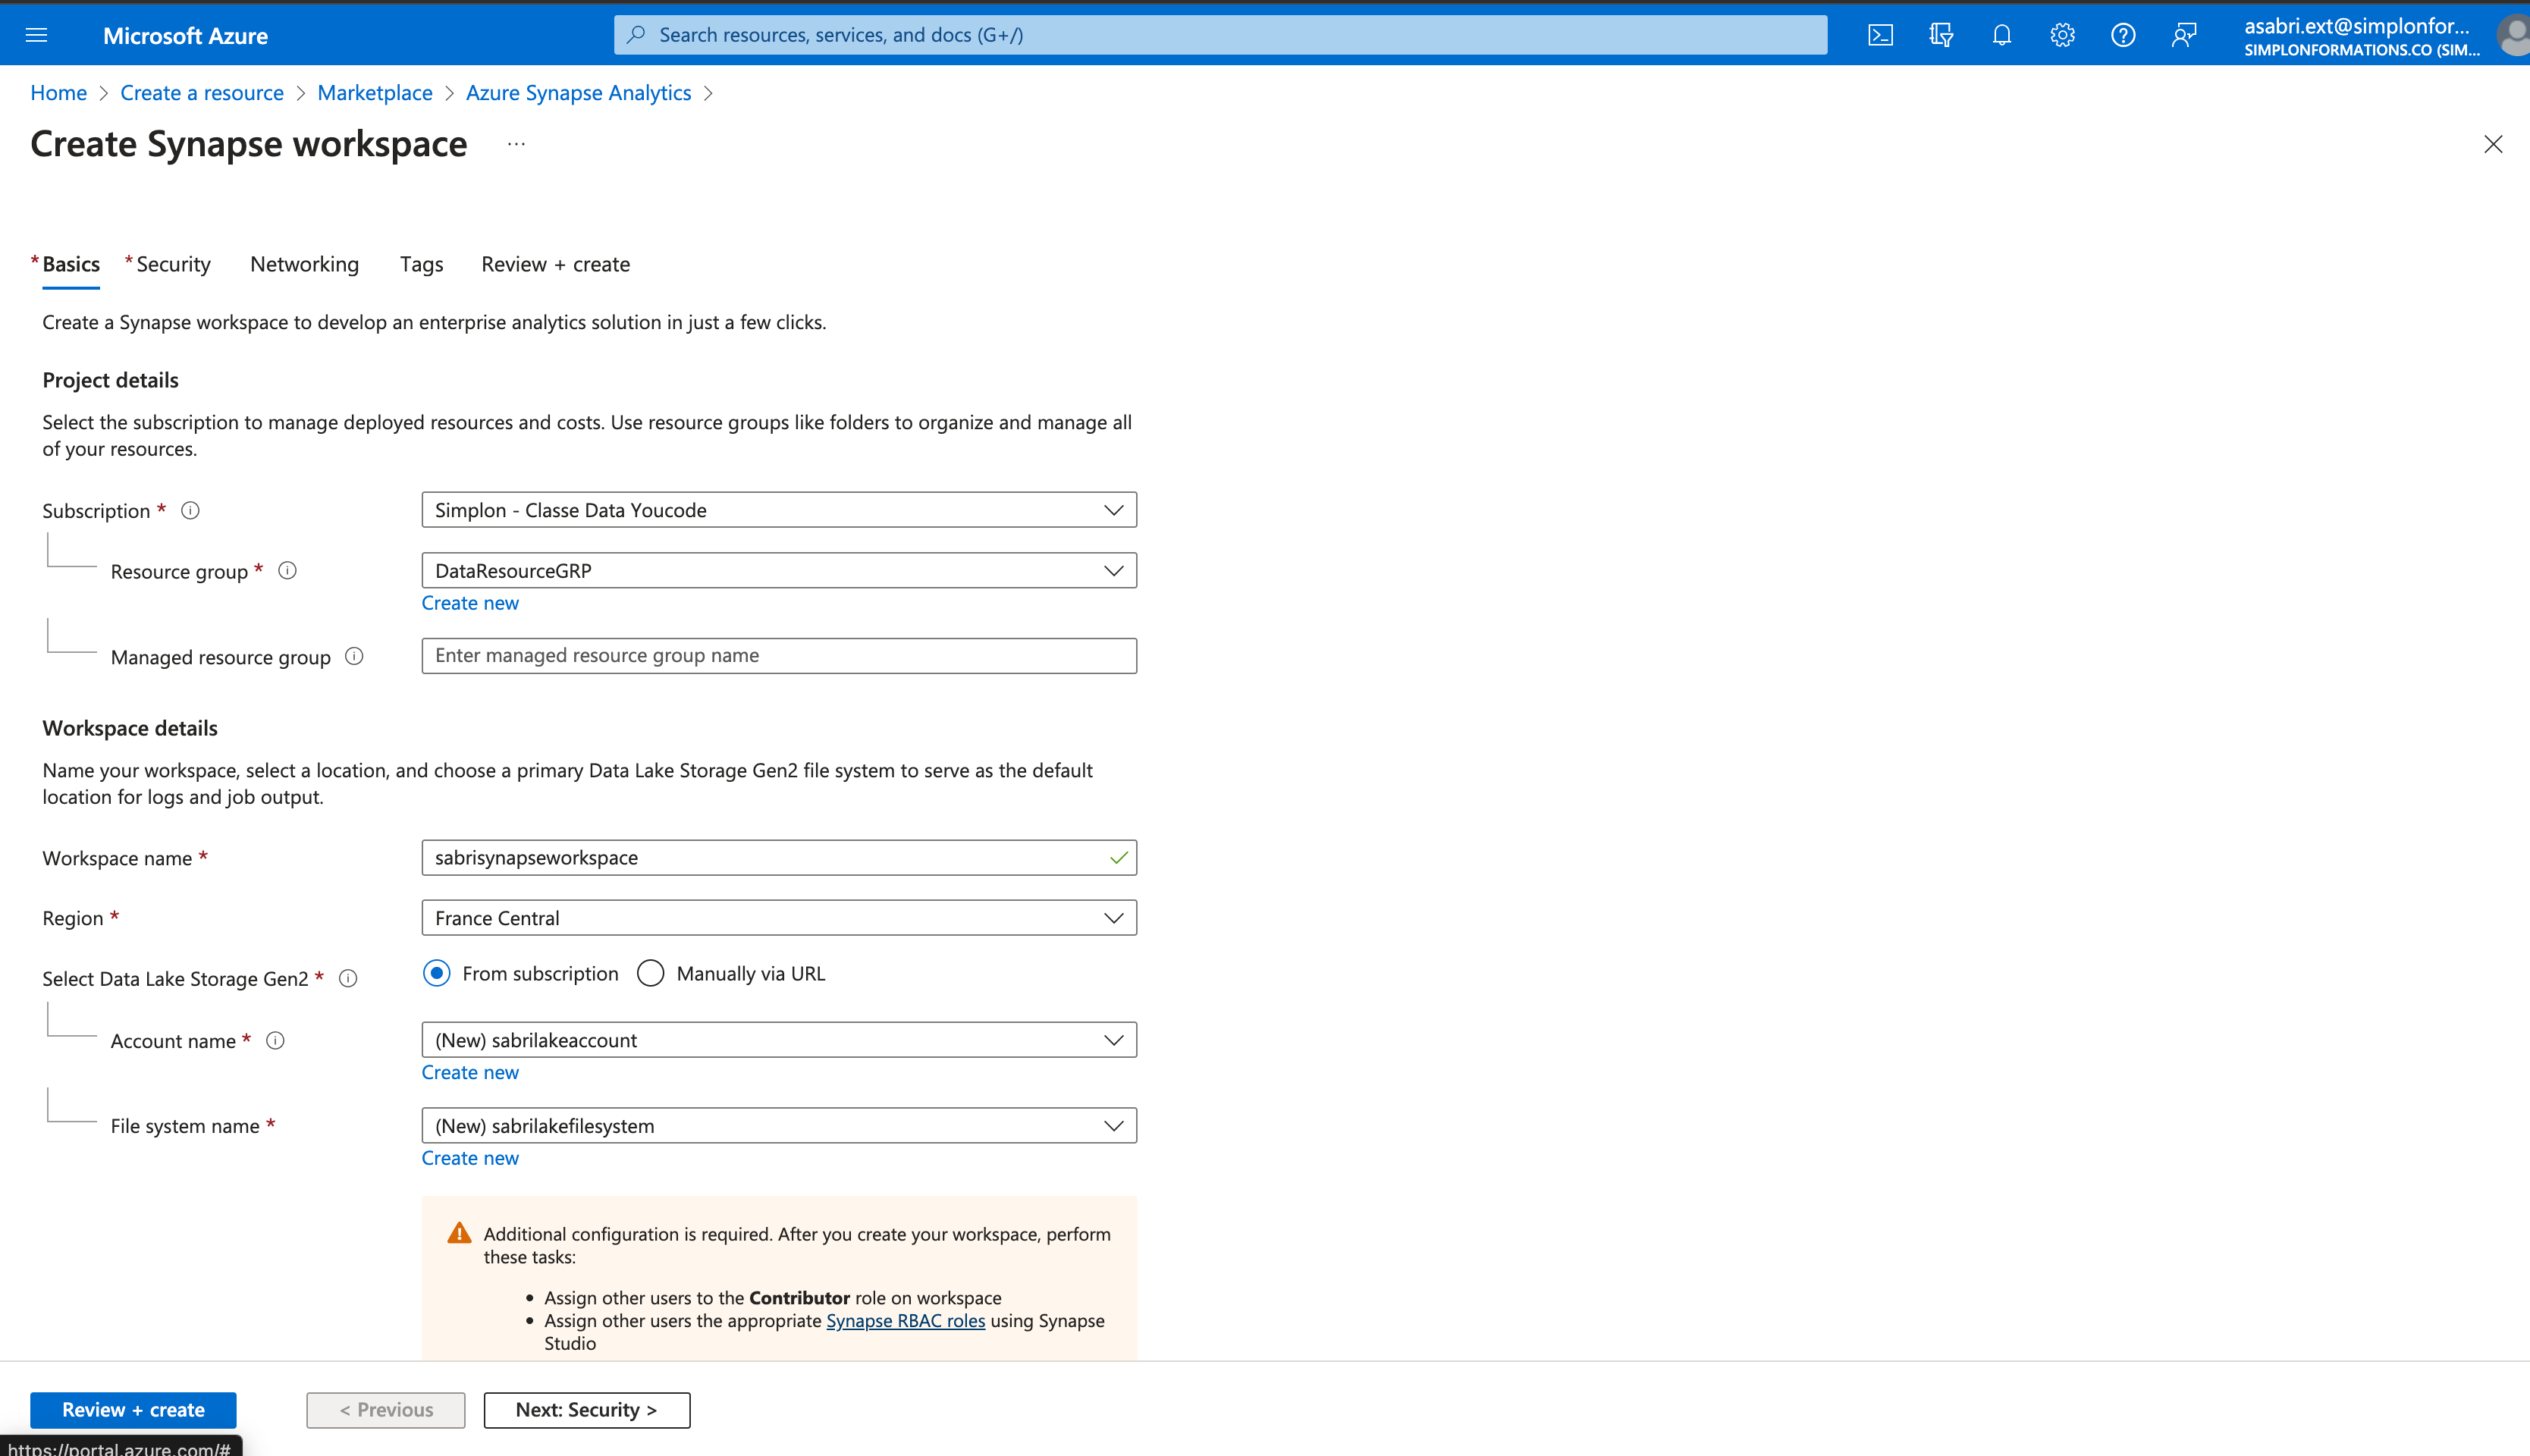 Microsoft Azure
Search resources, services, and docs (G+/)
asabri.ext@simplonfor...
SIMPLONFORMATIONS.CO (SIM...
Home > Create a resource > Marketplace > Azure Synapse Analytics >
Create Synapse workspace ...
* Basics * Security Networking Tags Review + create
Create a Synapse workspace to develop an enterprise analytics solution in just a few clicks.
Project details
Select the subscription to manage deployed resources and costs. Use resource groups like folders to organize and manage all
of your resources.
Subscription * Simplon - Classe Data Youcode
Resource group * DataResourceGRP
Create new
Managed resource group Enter managed resource group name
Workspace details
Name your workspace, select a location, and choose a primary Data Lake Storage Gen2 file system to serve as the default
location for logs and job output.
Workspace name * sabrisynapseworkspace
Region * France Central
Select Data Lake Storage Gen2 * From subscription Manually via URL
Account name * (New) sabrilakeaccount
Create new
File system name * (New) sabrilakefilesystem
Create new
Additional configuration is required. After you create your workspace, perform
these tasks:
• Assign other users to the Contributor role on workspace
• Assign other users the appropriate Synapse RBAC roles using Synapse
Studio
Review + create < Previous Next: Security >
https://portal.azure.com/#